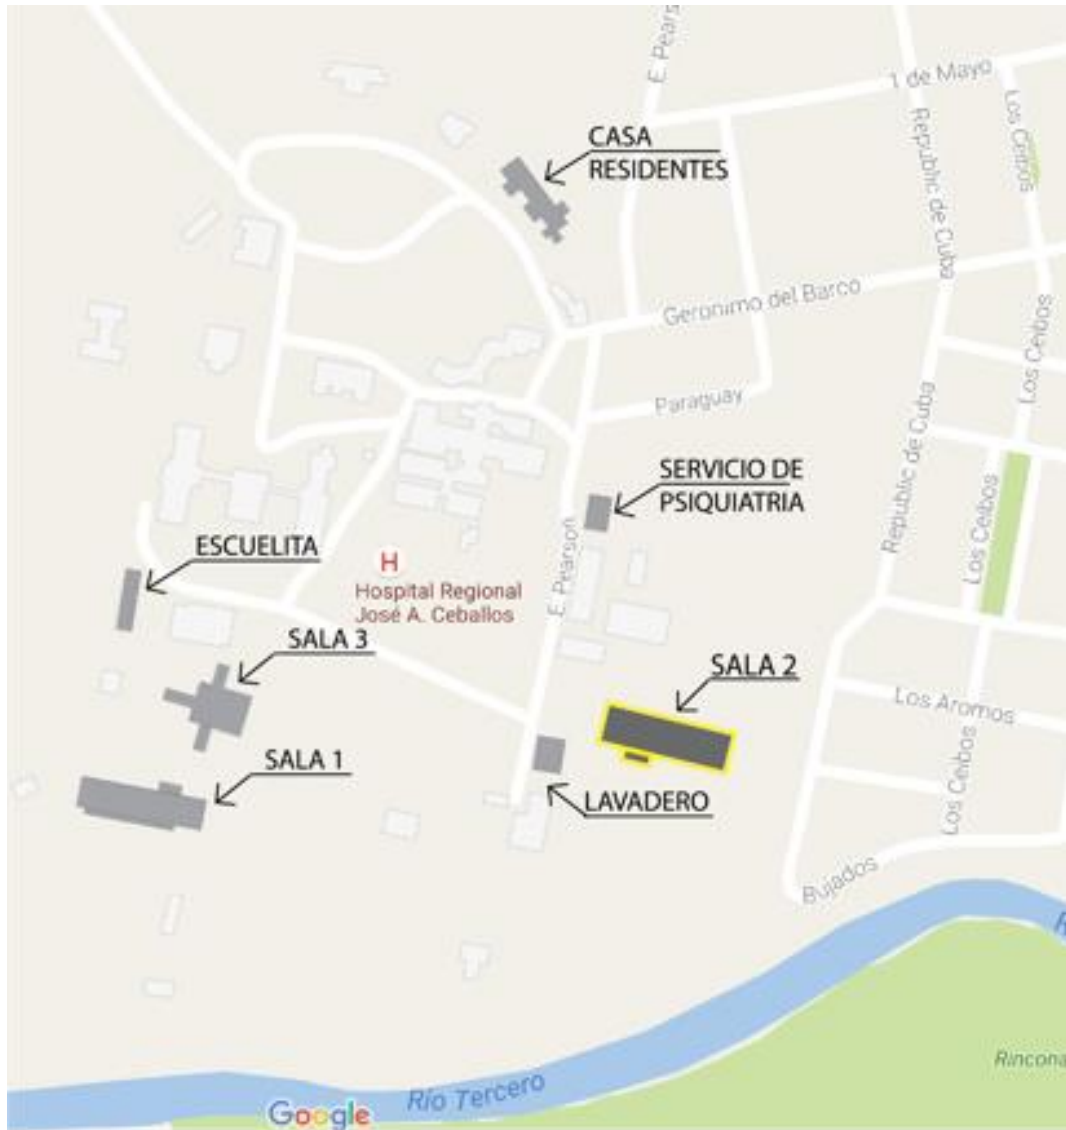 E. Pears
1 de Mayo
Los Ceibos
CASA
RESIDENTES
Republic de Cuba
Geronimo del Barco
Los Ceibos
Paraguay
Republic de Cuba
SERVICIO DE
PSIQUIATRIA
Los Ceibos
ESCUELITA
E. Pearson
H
Hospital Regional
José A. Ceballos
SALA 3
SALA 2
Los Aromos
SALA 1
LAVADERO
Los Ceibos
Bujados
R
Rincona
Río Tercero
Google